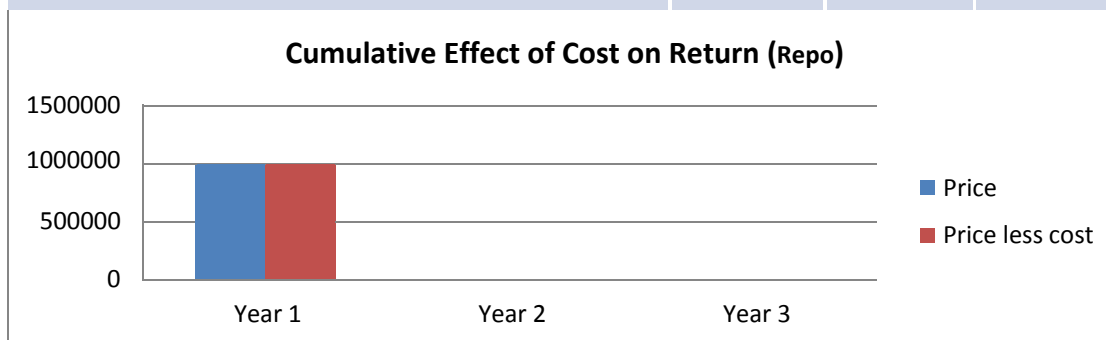 Cumulative Effect of Cost on Return (Repo)
1500000
1000000
500000
0
Year 1 Year 2 Year 3
Price
Price less cost